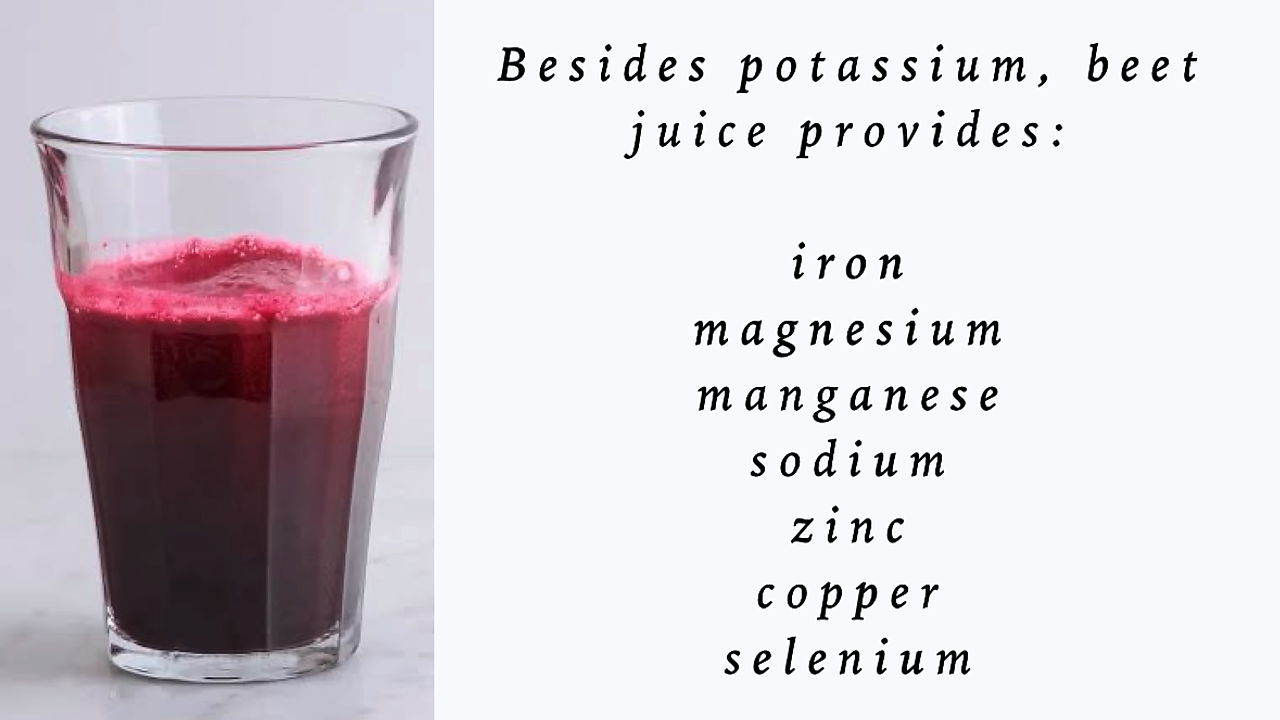 Besides potassium, beet
juice provides:
iron
magnesium
manganese
sodium
zinc
copper
selenium